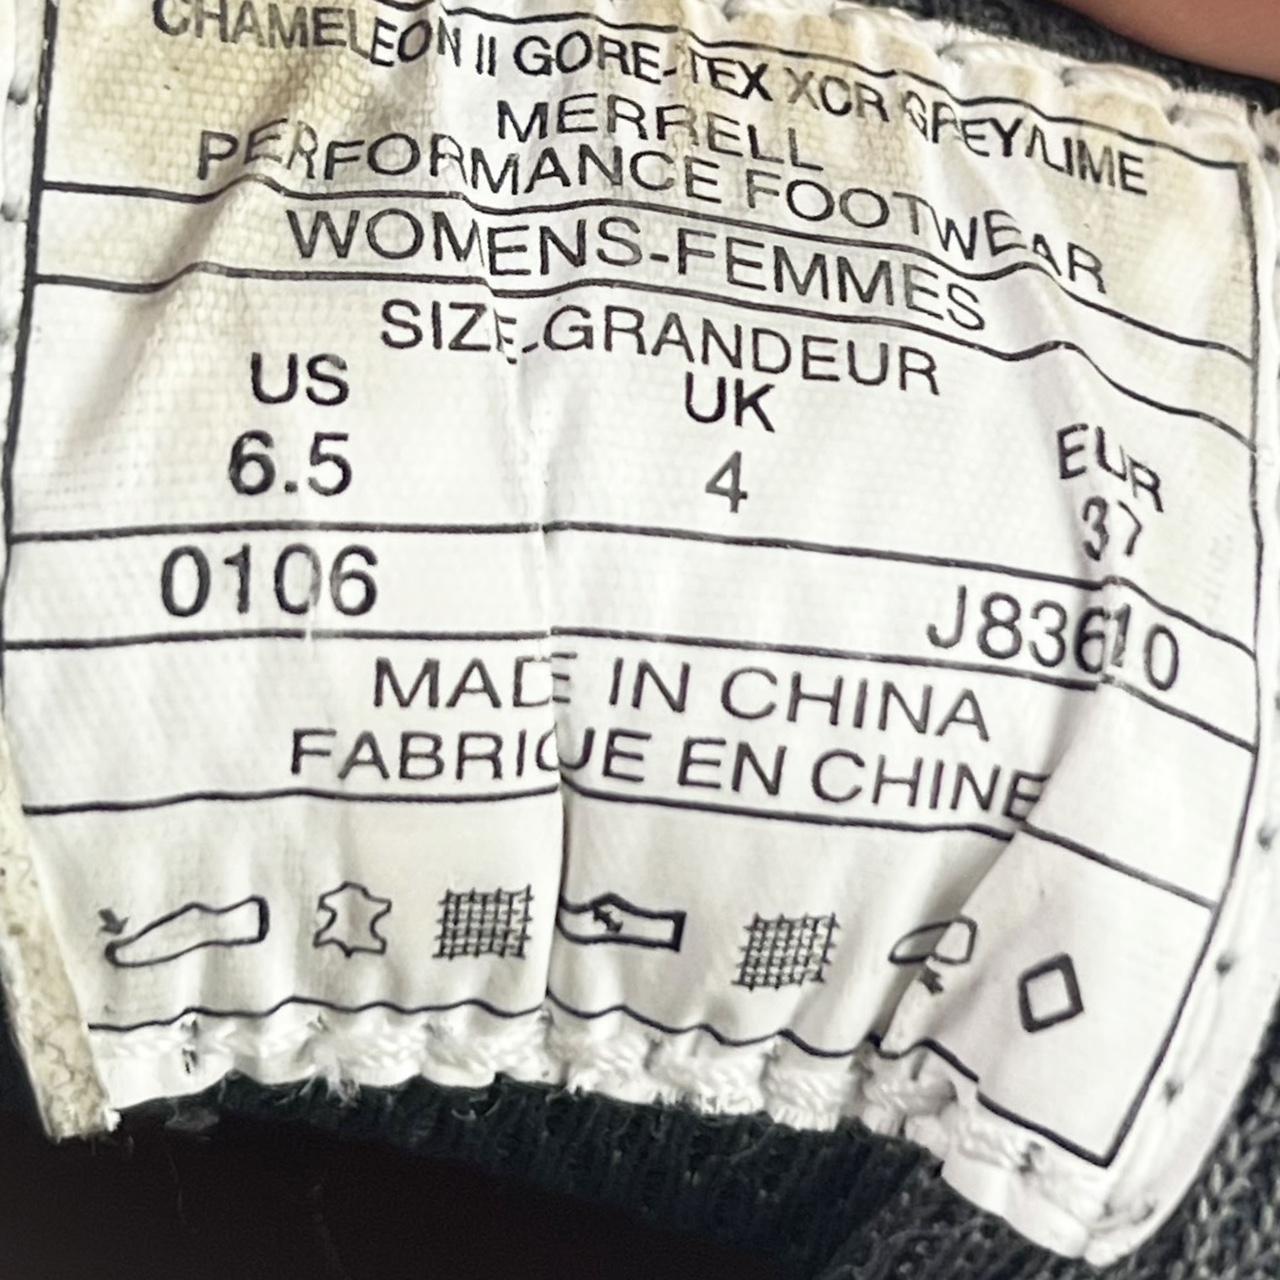 CHAMELEON II GORE-TEX XCR GREY/LIME
MERRELL
PERFORMANCE FOOTWEAR
WOMENS-FEMMES
SIZE-GRANDEUR
US UK EUR
6.5 4 37
0106 J83610
MADE IN CHINA
FABRIQUE EN CHINE